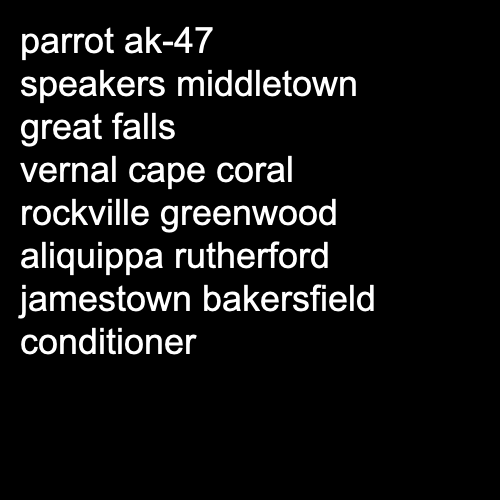 parrot ak-47
speakers middletown
great falls
vernal cape coral
rockville greenwood
aliquippa rutherford
jamestown bakersfield
conditioner